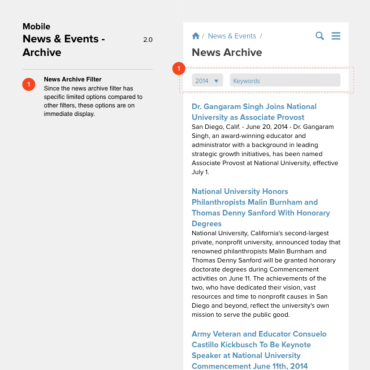 Mobile
News & Events -
Archive
2.0
1
News Archive Filter
Since the news archive filter has
specific limited options compared to
other filters, these options are on
immediate display.
/ News & Events /
News Archive
1
2014
Keywords
Dr. Gangaram Singh Joins National
University as Associate Provost
San Diego, Calif. - June 20, 2014 - Dr. Gangaram
Singh, an award-winning educator and
administrator with a background in leading
strategic growth initiatives, has been named
Associate Provost at National University, effective
July 1.
National University Honors
Philanthropists Malin Burnham and
Thomas Denny Sanford With Honorary
Degrees
National University, California's second-largest
private, nonprofit university, announced today that
renowned philanthropists Malin Burnham and
Thomas Denny Sanford will be granted honorary
doctorate degrees during Commencement
activities on June 11. The achievements of the
two, who have dedicated their vision, vast
resources and time to nonprofit causes in San
Diego and beyond, reflect the university's own
mission to serve the public good.
Army Veteran and Educator Consuelo
Castillo Kickbusch To Be Keynote
Speaker at National University
Commencement June 11th, 2014